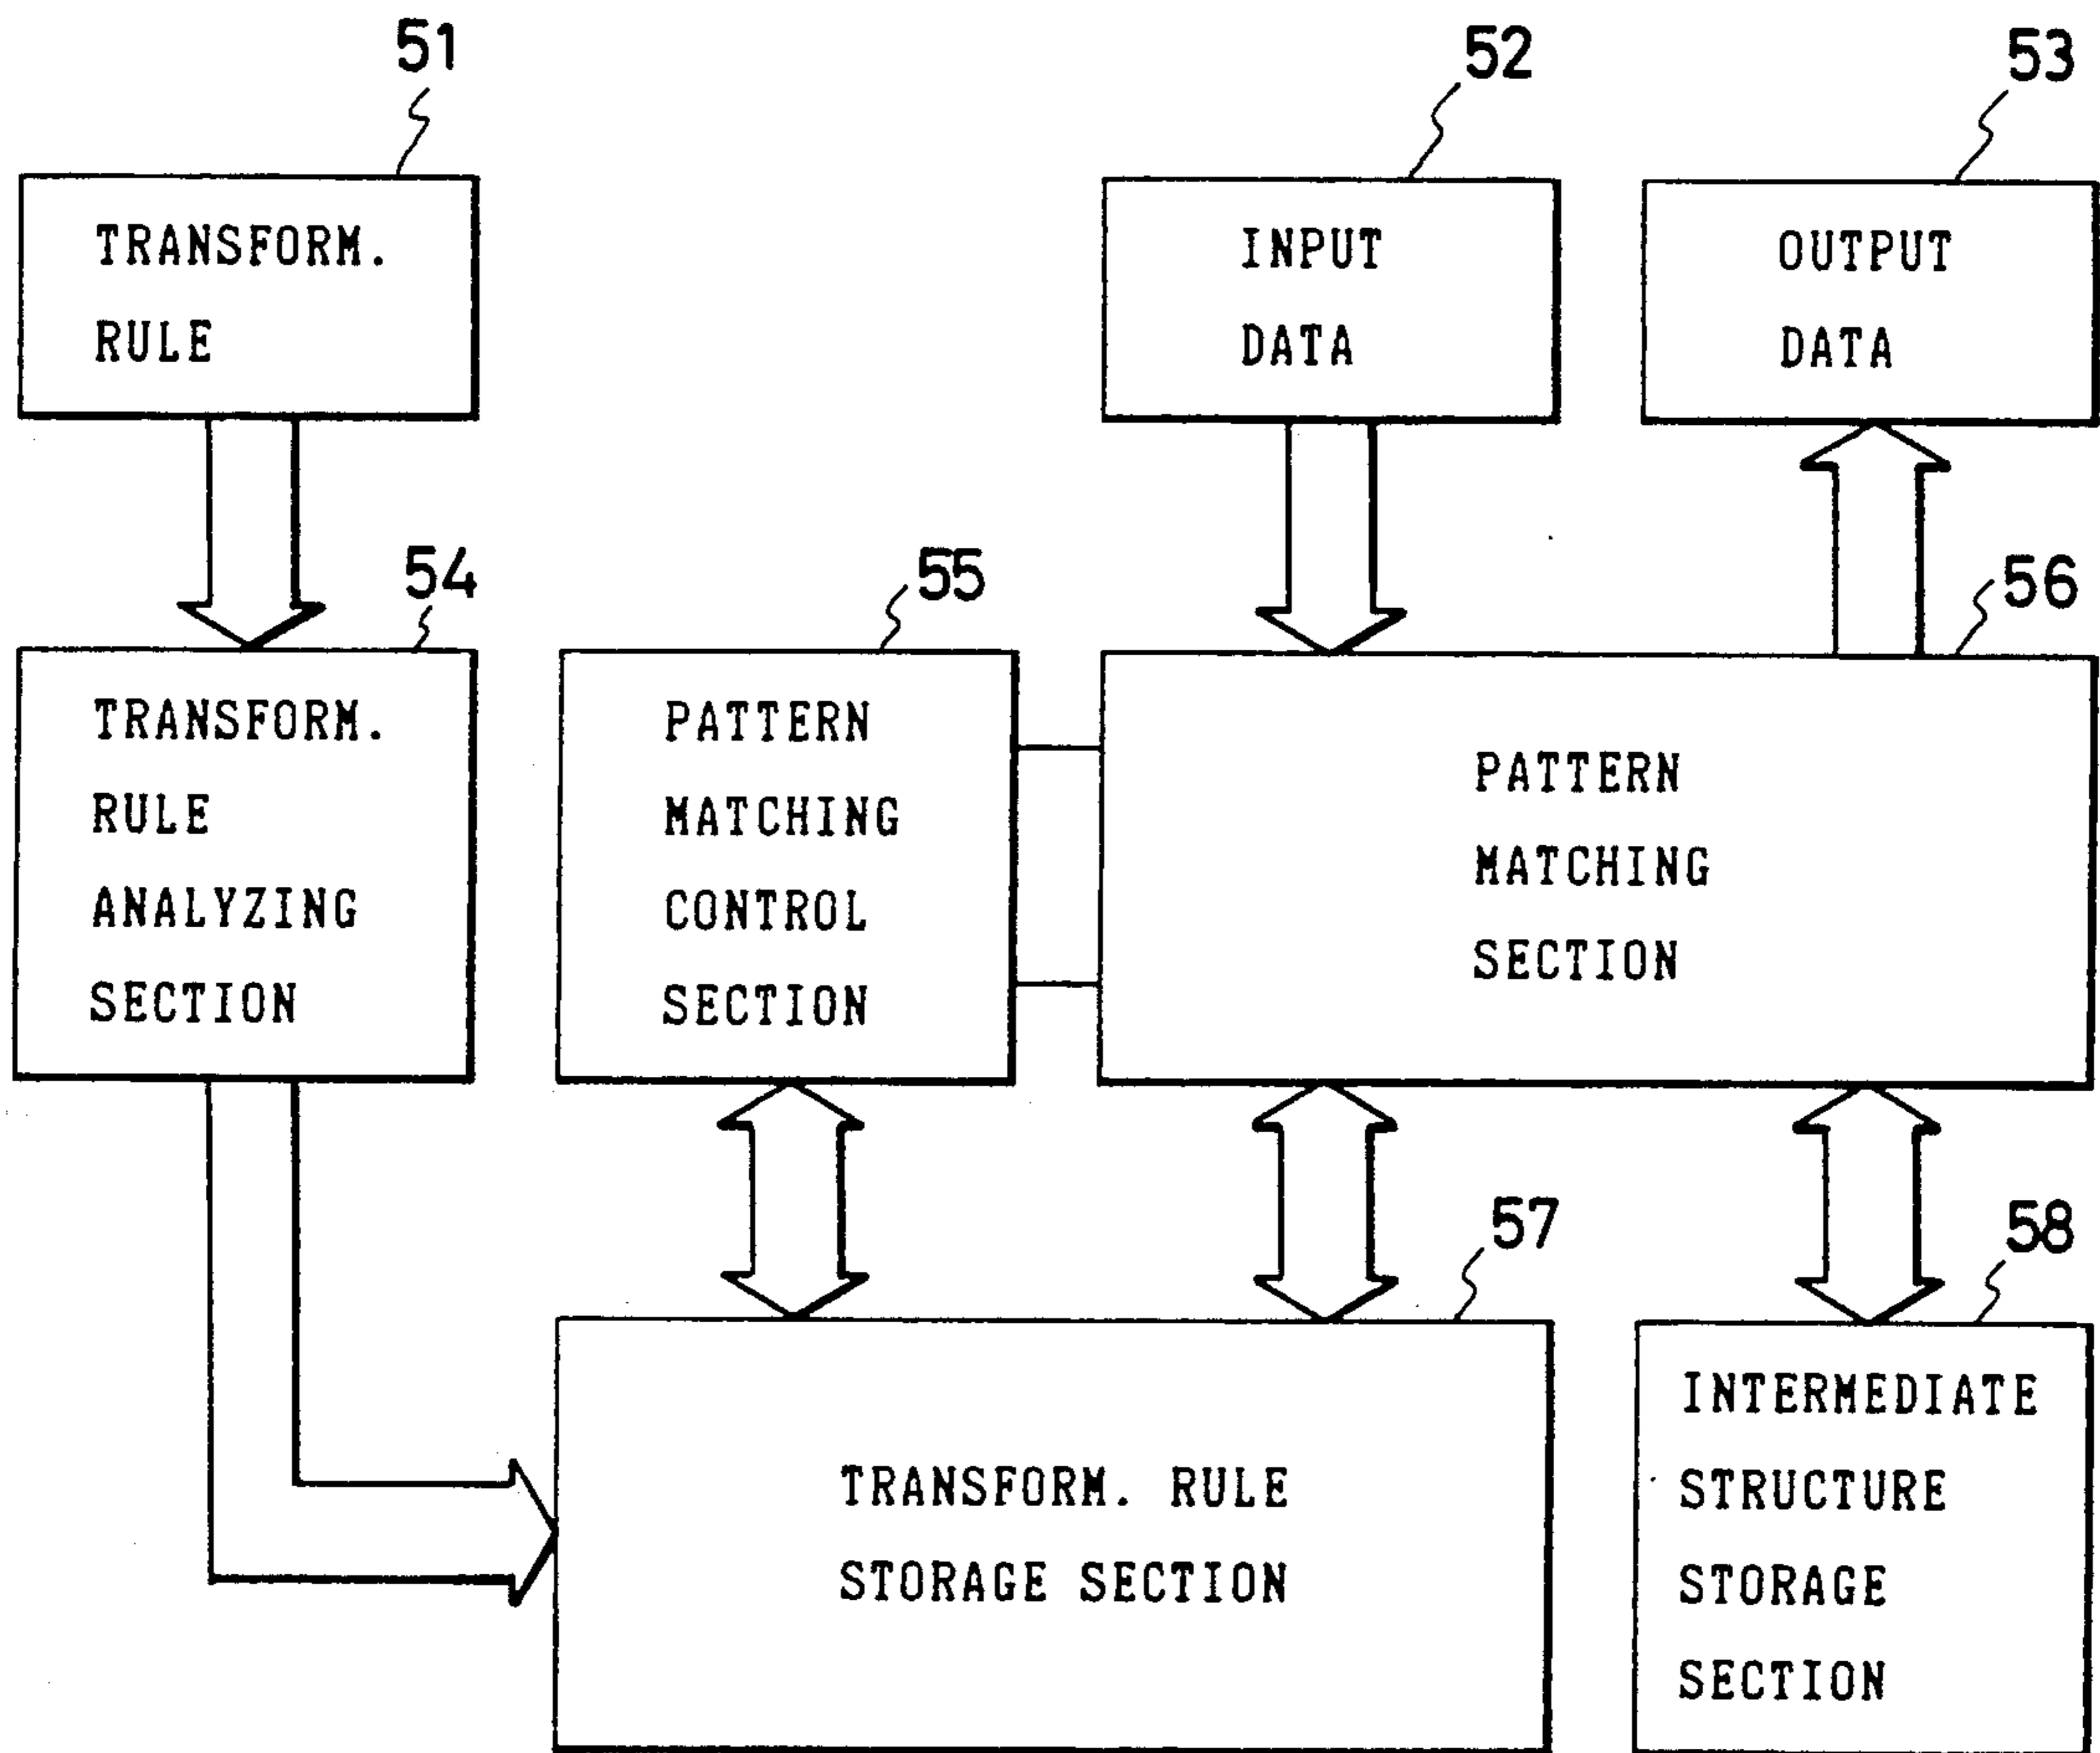 51
52
53
TRANSFORM.
RULE
INPUT
DATA
OUTPUT
DATA
54
55
56
TRANSFORM.
RULE
ANALYZING
SECTION
PATTERN
MATCHING
CONTROL
SECTION
PATTERN
MATCHING
SECTION
57
58
TRANSFORM. RULE
STORAGE SECTION
INTERMEDIATE
STRUCTURE
STORAGE
SECTION